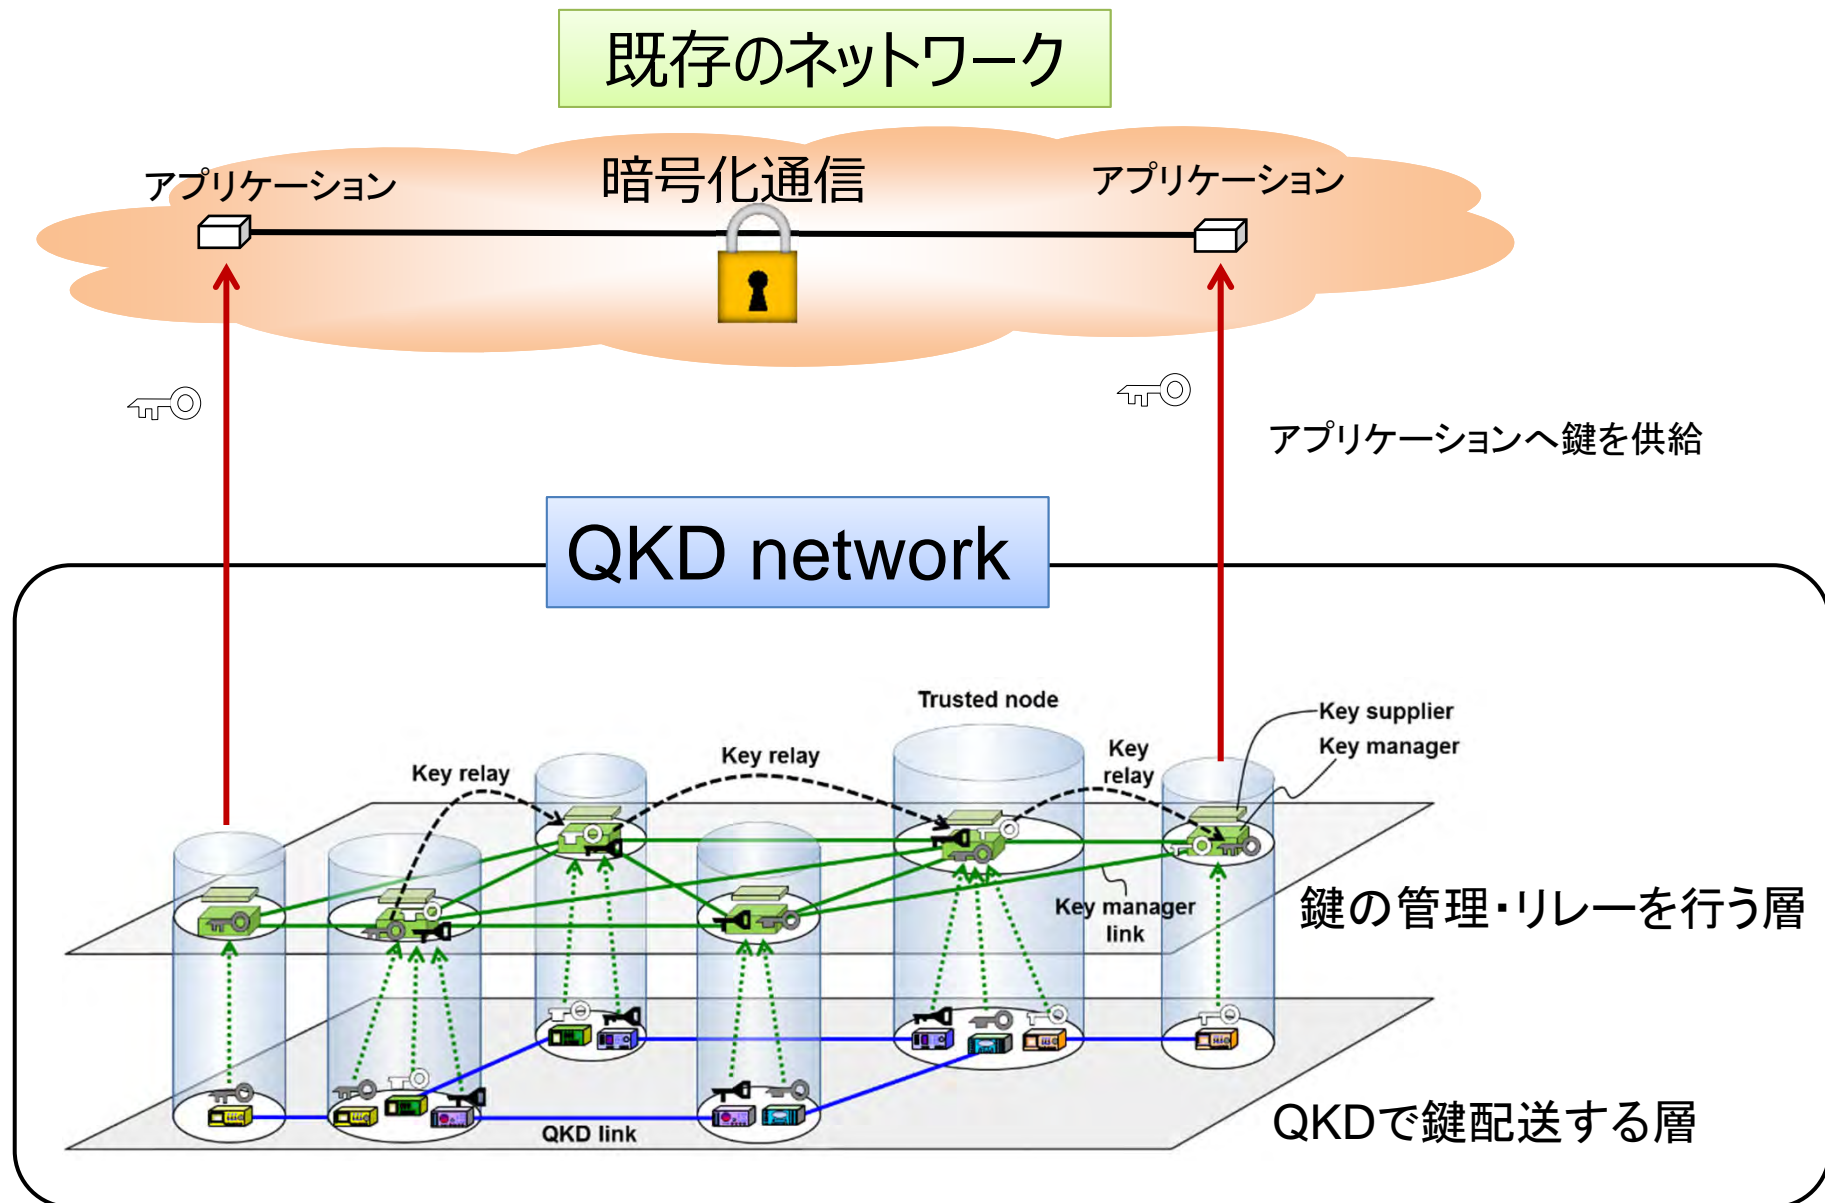 既存のネットワーク
アプリケーション
暗号化通信
アプリケーション
アプリケーションへ鍵を供給
QKD network
Trusted node
Key supplier
Key manager
Key relay
Key relay
Key
relay
Key manager
link
鍵の管理・リレーを行う層
QKD link
QKDで鍵配送する層